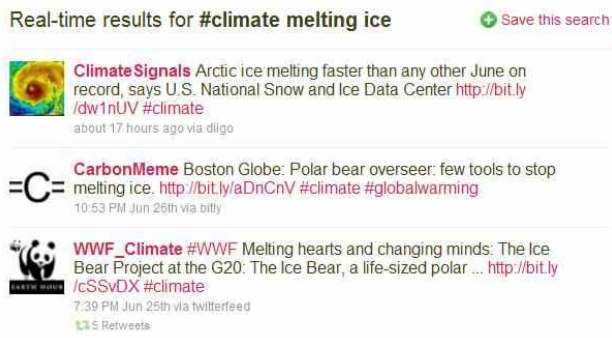 Real-time results for #climate melting ice
Save this search
ClimateSignals Arctic ice melting faster than any other June on
record, says U.S. National Snow and Ice Data Center http://bit.ly
/dw1nUV #climate
about 17 hours ago via diigo
=C=
CarbonMeme Boston Globe: Polar bear overseer: few tools to stop
melting ice. http://bit.ly/aDnCnV #climate #globalwarming
10:53 PM Jun 26th via bitly
WWF_Climate #WWF Melting hearts and changing minds: The Ice
Bear Project at the G20: The Ice Bear, a life-sized polar ... http://bit.ly
/cSSvDX #climate
EARTH HOUR
7:39 PM Jun 25th via twitterfeed
5 Retweets